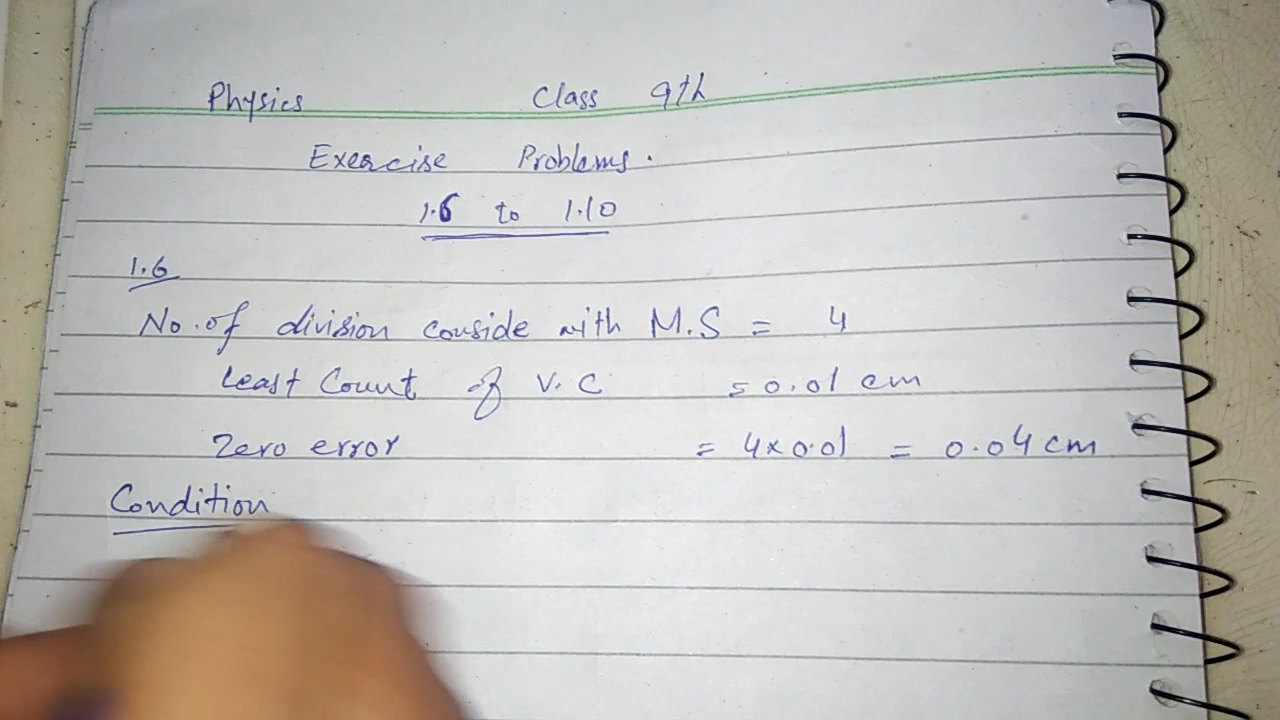 Physics Class 9th
Exercise Problems.
1.6 to 1.10
1.6
No. of division conside with M.S = 4
Least Count of V.C = 0.01 cm
Zero error = 4x0.01 = 0.04 cm
Condition